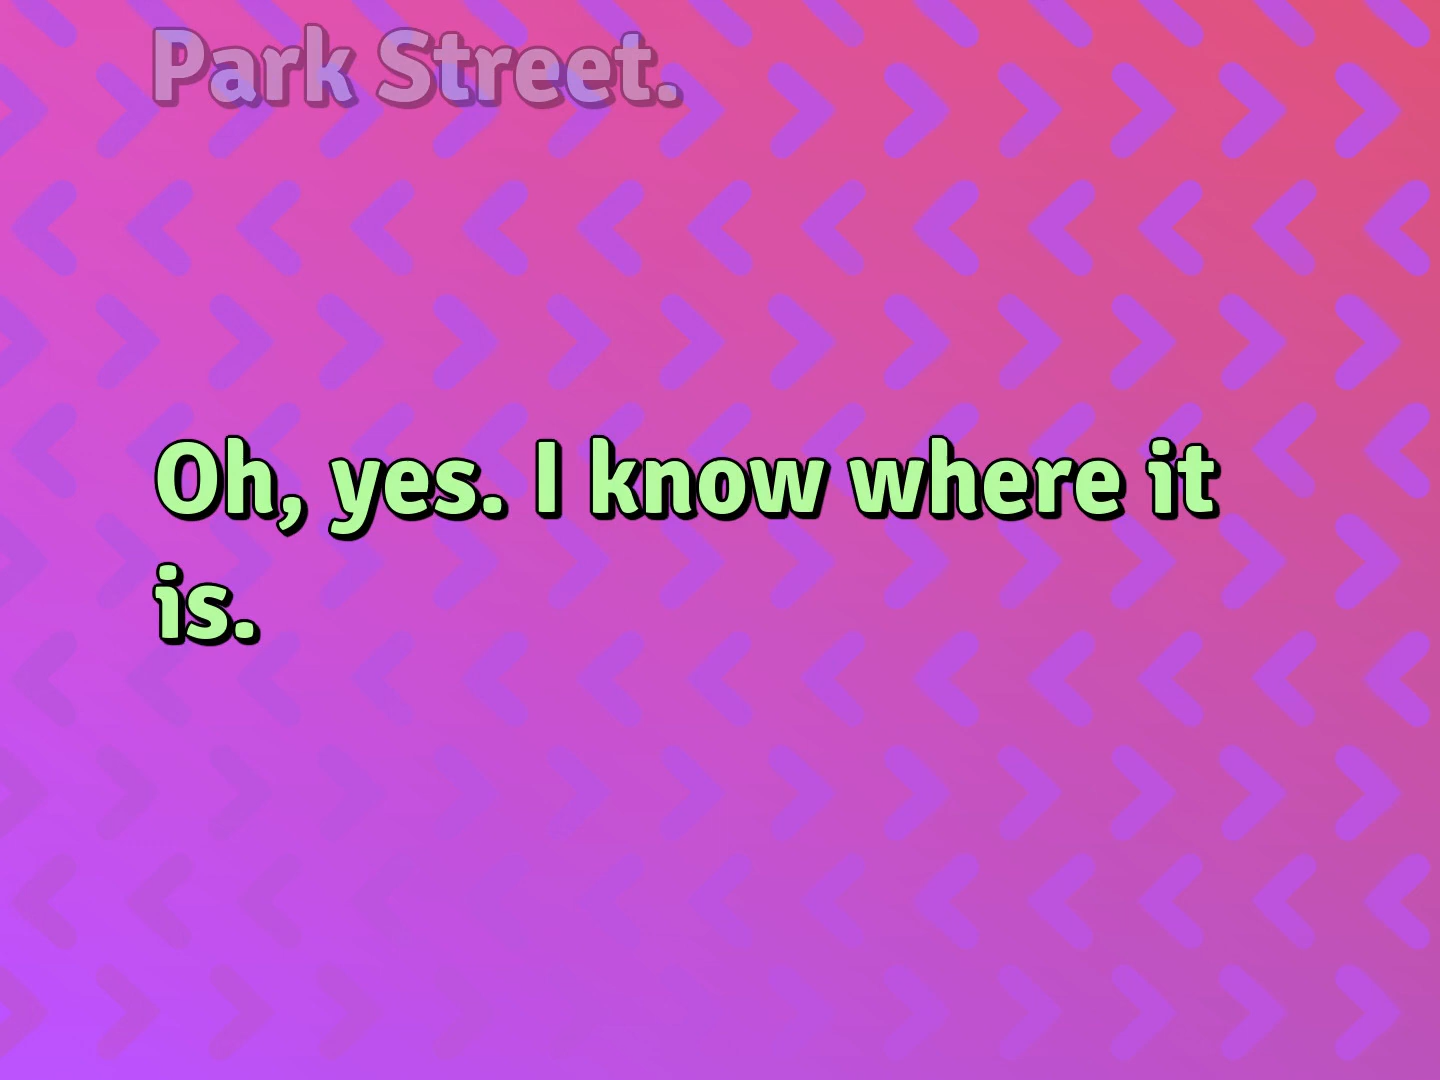 Park Street.
Oh, yes. I know where it
is.